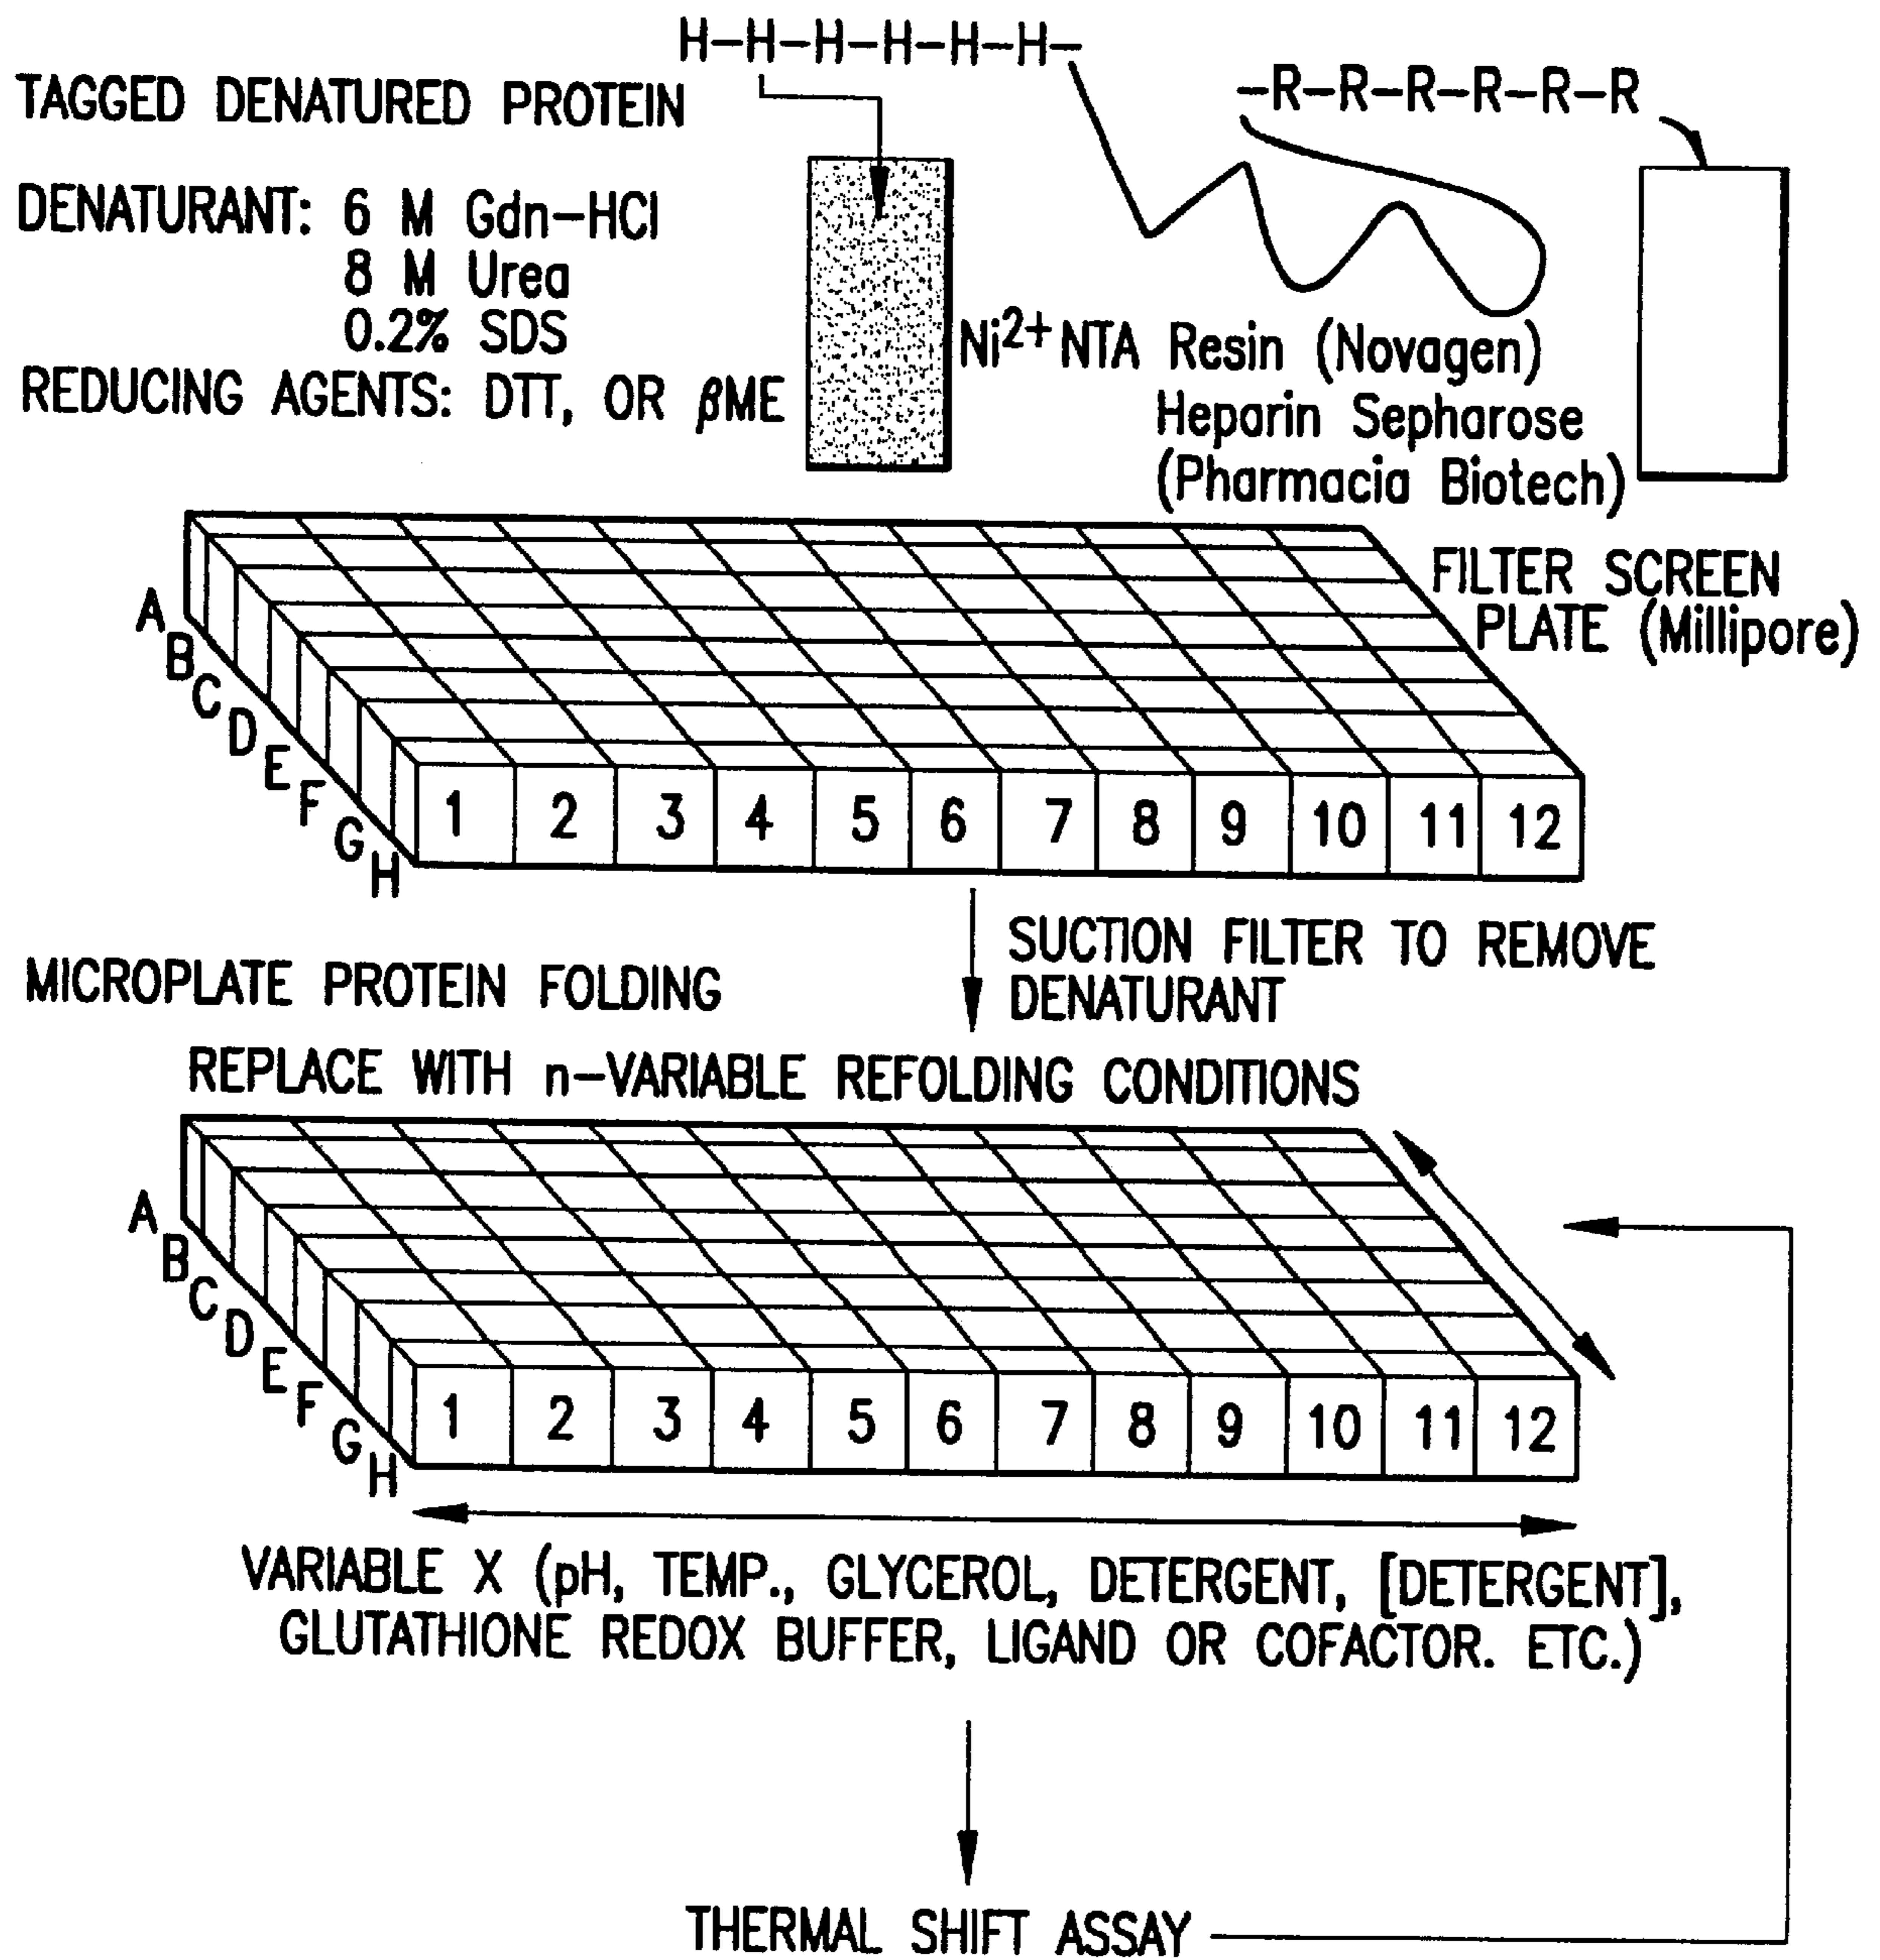 H-H-H-H-H-H-
-R-R-R-R-R-R
TAGGED DENATURED PROTEIN
DENATURANT: 6 M Gdn-HCl
8 M Urea
0.2% SDS
REDUCING AGENTS: DTT, OR βME
Ni²⁺ NTA Resin (Novagen)
Heparin Sepharose
(Pharmacia Biotech)
FILTER SCREEN
PLATE (Millipore)
A
B
C
D
E
F
G
H
1 2 3 4 5 6 7 8 9 10 11 12
SUCTION FILTER TO REMOVE
DENATURANT
MICROPLATE PROTEIN FOLDING
REPLACE WITH n-VARIABLE REFOLDING CONDITIONS
A
B
C
D
E
F
G
H
1 2 3 4 5 6 7 8 9 10 11 12
VARIABLE X (pH, TEMP., GLYCEROL, DETERGENT, [DETERGENT],
GLUTATHIONE REDOX BUFFER, LIGAND OR COFACTOR. ETC.)
THERMAL SHIFT ASSAY